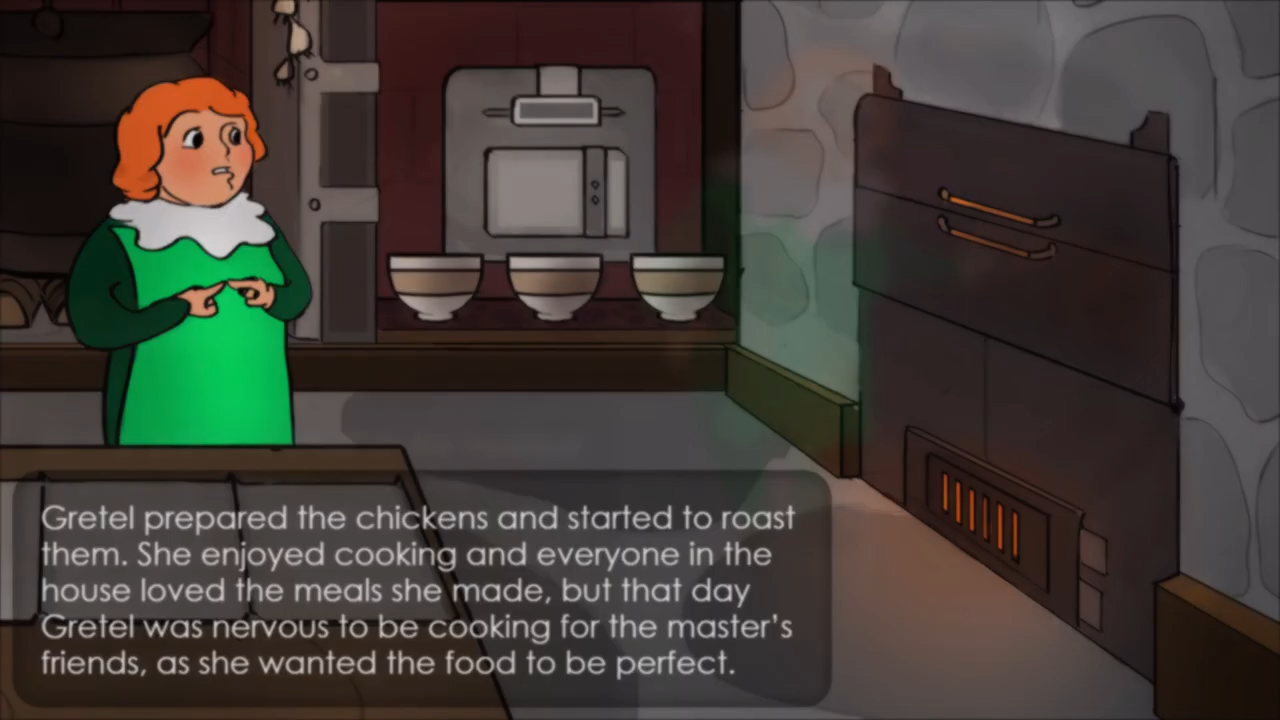 Gretel prepared the chickens and started to roast
them. She enjoyed cooking and everyone in the
house loved the meals she made, but that day
Gretel was nervous to be cooking for the master’s
friends, as she wanted the food to be perfect.